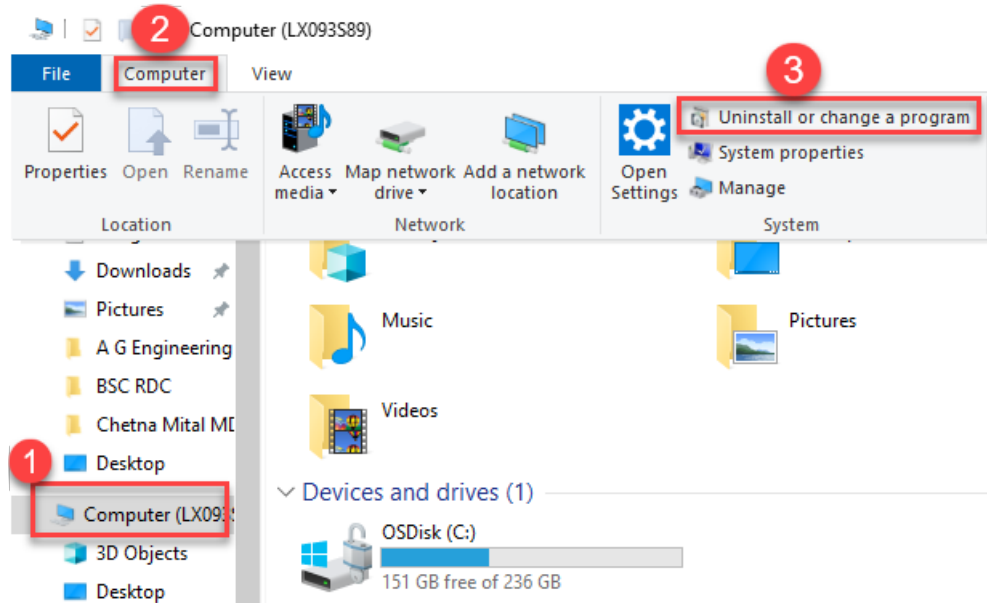 2
Computer (LX093S89)
3
File Computer View
Uninstall or change a program
System properties
Manage
Properties Open Rename
Access media
Map network drive
Add a network location
Open Settings
Location Network System
Downloads
Pictures
A G Engineering
BSC RDC
Chetna Mital
1
Desktop
Computer (LX093
3D Objects
Desktop
Music
Pictures
Videos
Devices and drives (1)
OSDisk (C:)
151 GB free of 236 GB